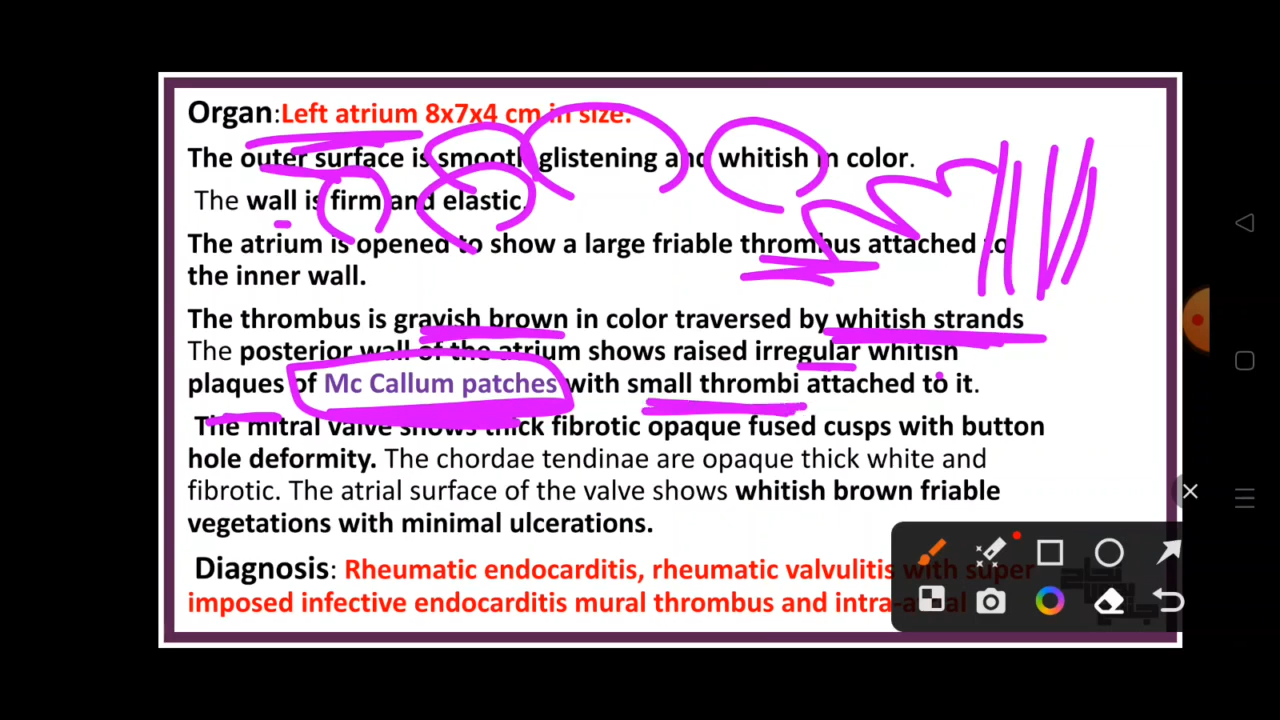 Organ:Left atrium 8x7x4 cm in size.
The outer surface is smooth glistening and whitish in color.
The wall is firm and elastic.
The atrium is opened to show a large friable thrombus attached to
the inner wall.
The thrombus is grayish brown in color traversed by whitish strands
The posterior wall of the atrium shows raised irregular whitish
plaques of Mc Callum patches with small thrombi attached to it.
The mitral valve shows thick fibrotic opaque fused cusps with button
hole deformity. The chordae tendinae are opaque thick white and
fibrotic. The atrial surface of the valve shows whitish brown friable
vegetations with minimal ulcerations.
Diagnosis: Rheumatic endocarditis, rheumatic valvulitis with super
imposed infective endocarditis mural thrombus and intra-atrial